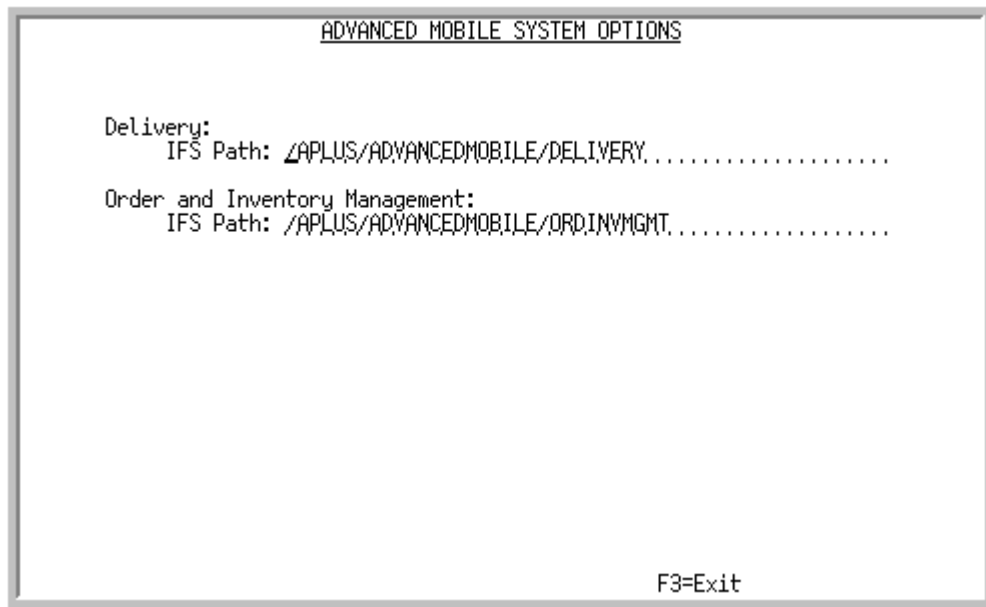 ADVANCED MOBILE SYSTEM OPTIONS
Delivery:
IFS Path: /APLUS/ADVANCEDMOBILE/DELIVERY.....................
Order and Inventory Management:
IFS Path: /APLUS/ADVANCEDMOBILE/ORDINVMGMT...................
F3=Exit